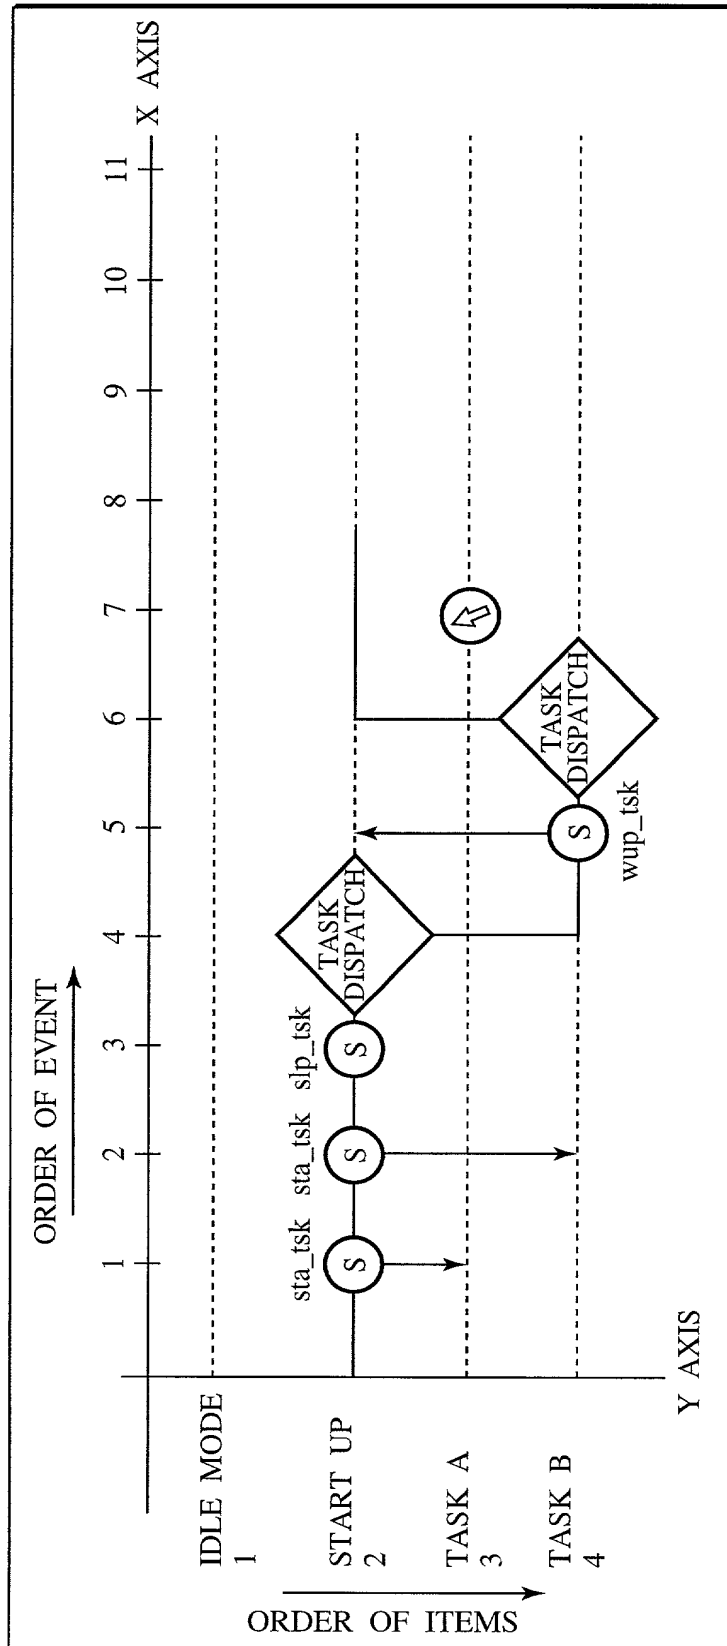 ORDER OF EVENT
X AXIS
1 2 3 4 5 6 7 8 9 10 11
IDLE MODE
1
sta_tsk sta_tsk slp_tsk
START UP
2
S S S
TASK
DISPATCH
TASK A
3
TASK B
4
S
TASK
DISPATCH
wup_tsk
Y AXIS
ORDER OF ITEMS